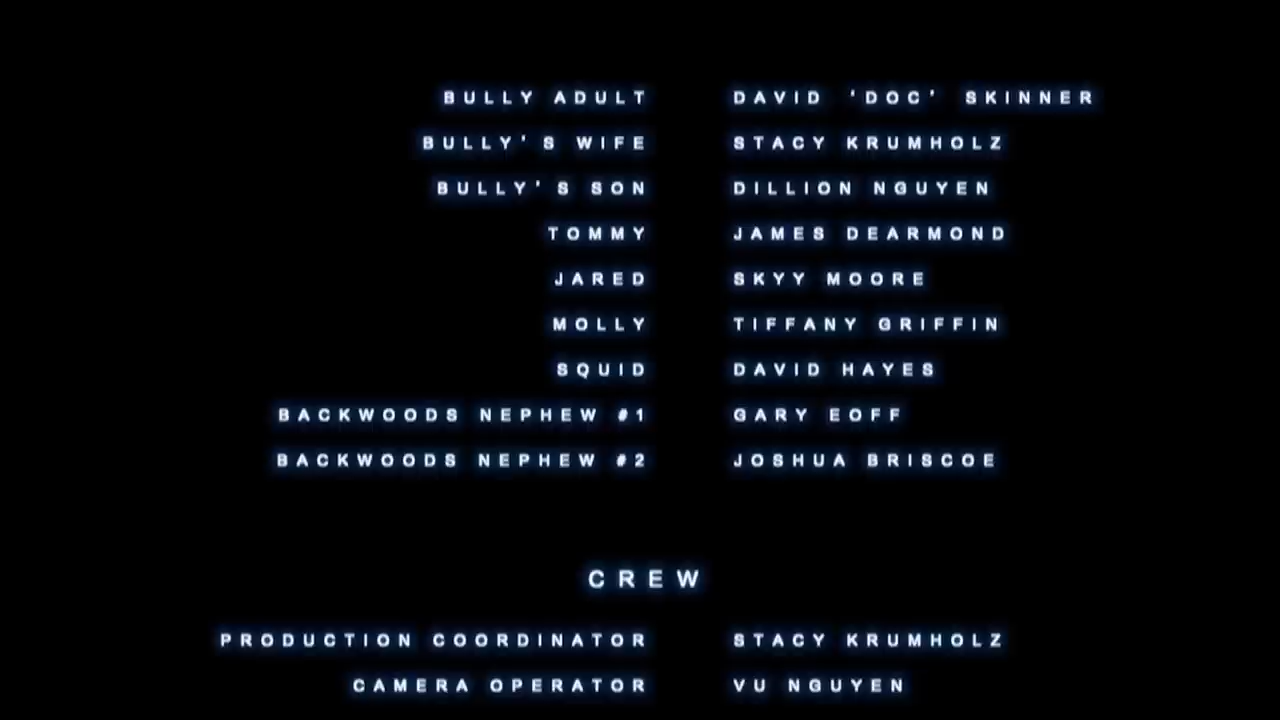 BULLY ADULT DAVID 'DOC' SKINNER
BULLY'S WIFE STACY KRUMHOLZ
BULLY'S SON DILLION NGUYEN
TOMMY JAMES DEARMOND
JARED SKYY MOORE
MOLLY TIFFANY GRIFFIN
SQUID DAVID HAYES
BACKWOODS NEPHEW #1 GARY EOFF
BACKWOODS NEPHEW #2 JOSHUA BRISCOE
CREW
PRODUCTION COORDINATOR STACY KRUMHOLZ
CAMERA OPERATOR VU NGUYEN